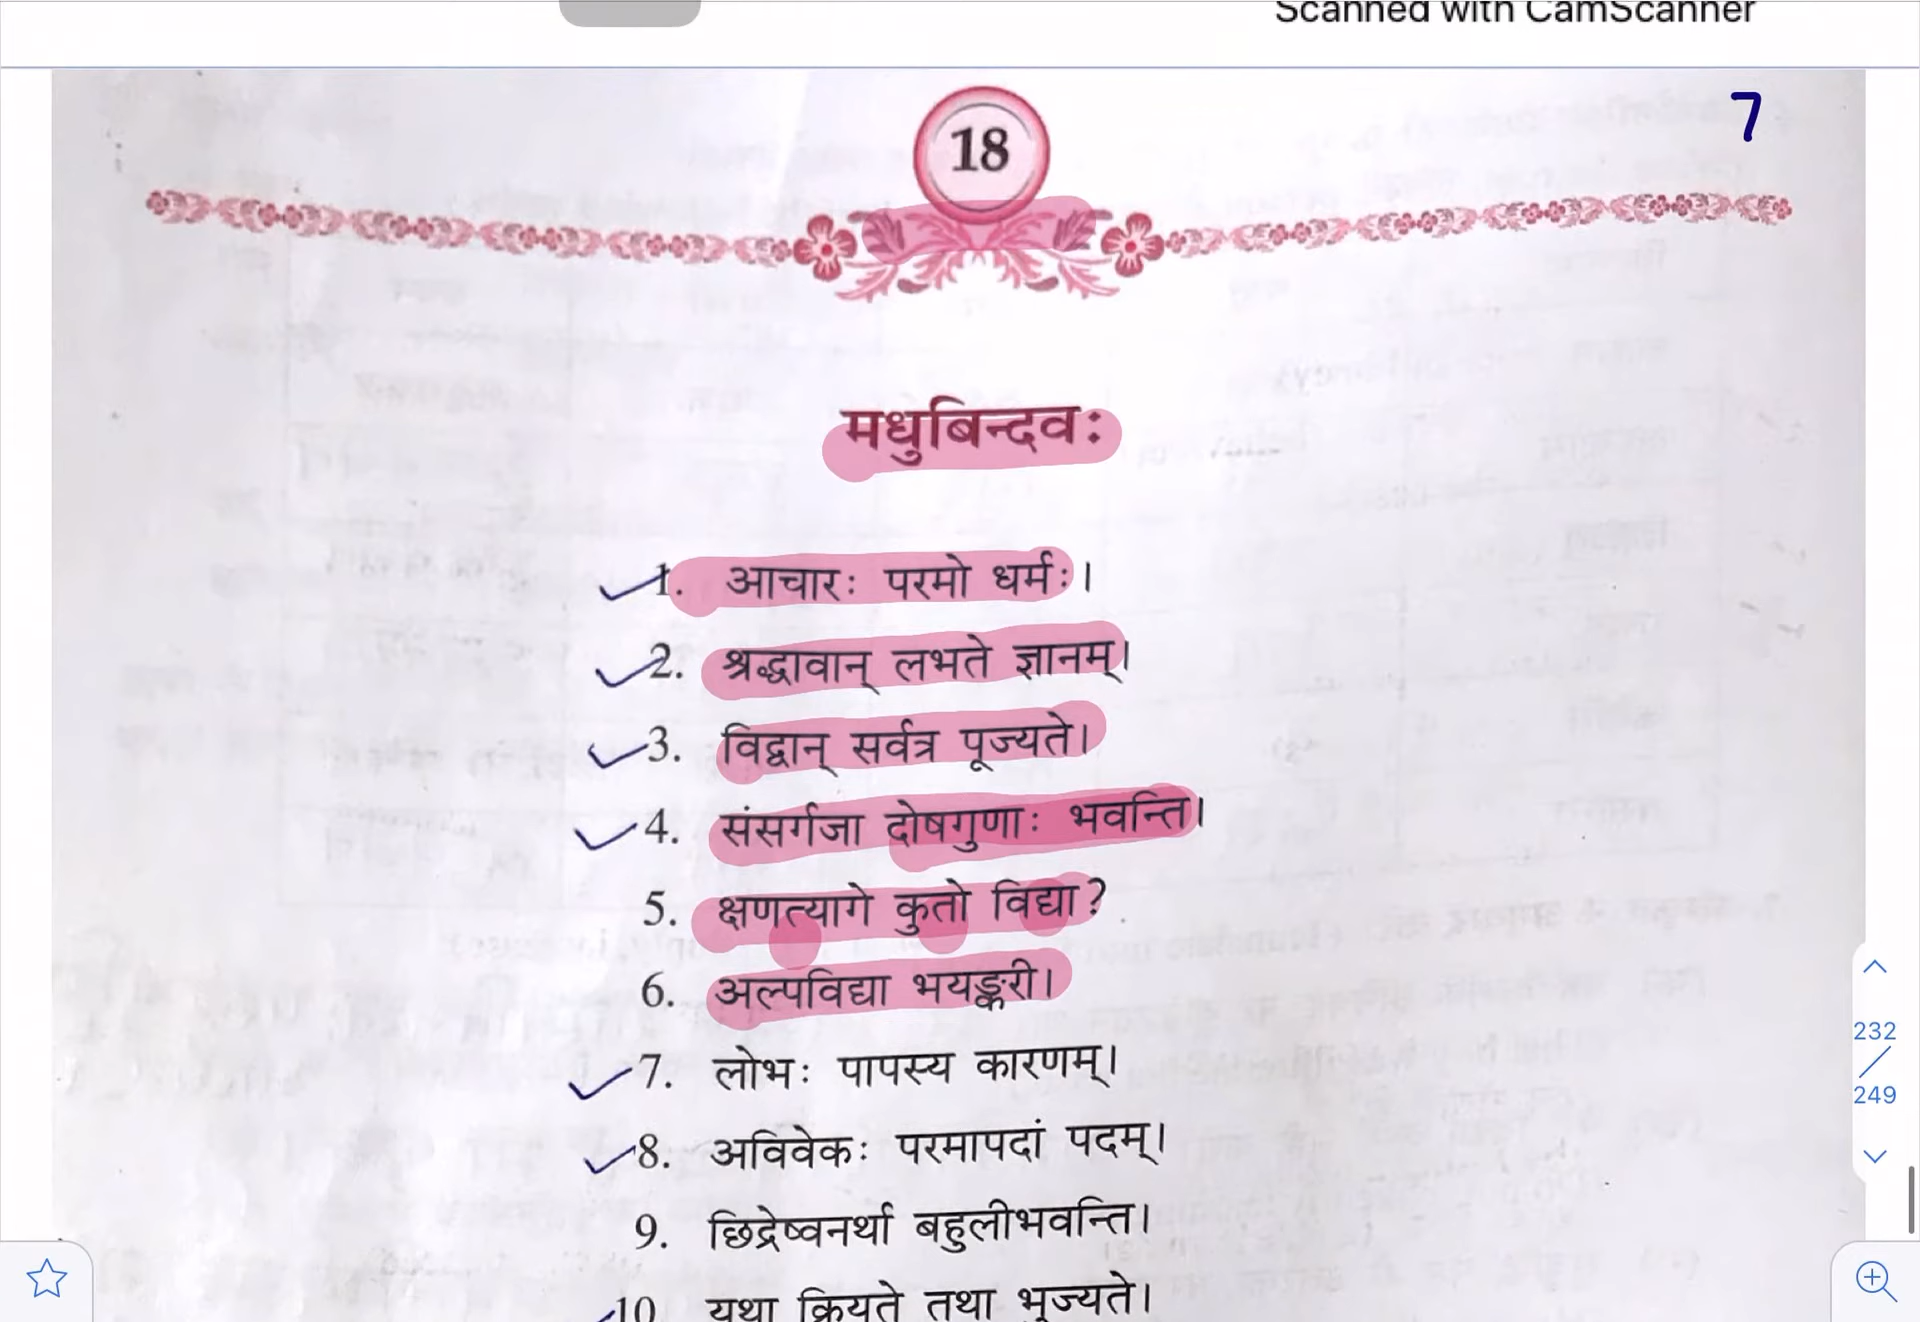 Scanned with CamScanner
7
18
मधुबिन्दवः
1. आचारः परमो धर्मः।
2. श्रद्धावान् लभते ज्ञानम्।
3. विद्वान् सर्वत्र पूज्यते।
4. संसर्गजा दोषगुणाः भवन्ति।
5. क्षणत्यागे कुतो विद्या?
6. अल्पविद्या भयङ्करी।
7. लोभः पापस्य कारणम्।
8. अविवेकः परमापदां पदम्।
9. छिद्रेष्वनर्था बहुलीभवन्ति।
10. यथा क्रियते तथा भुज्यते।
232
249